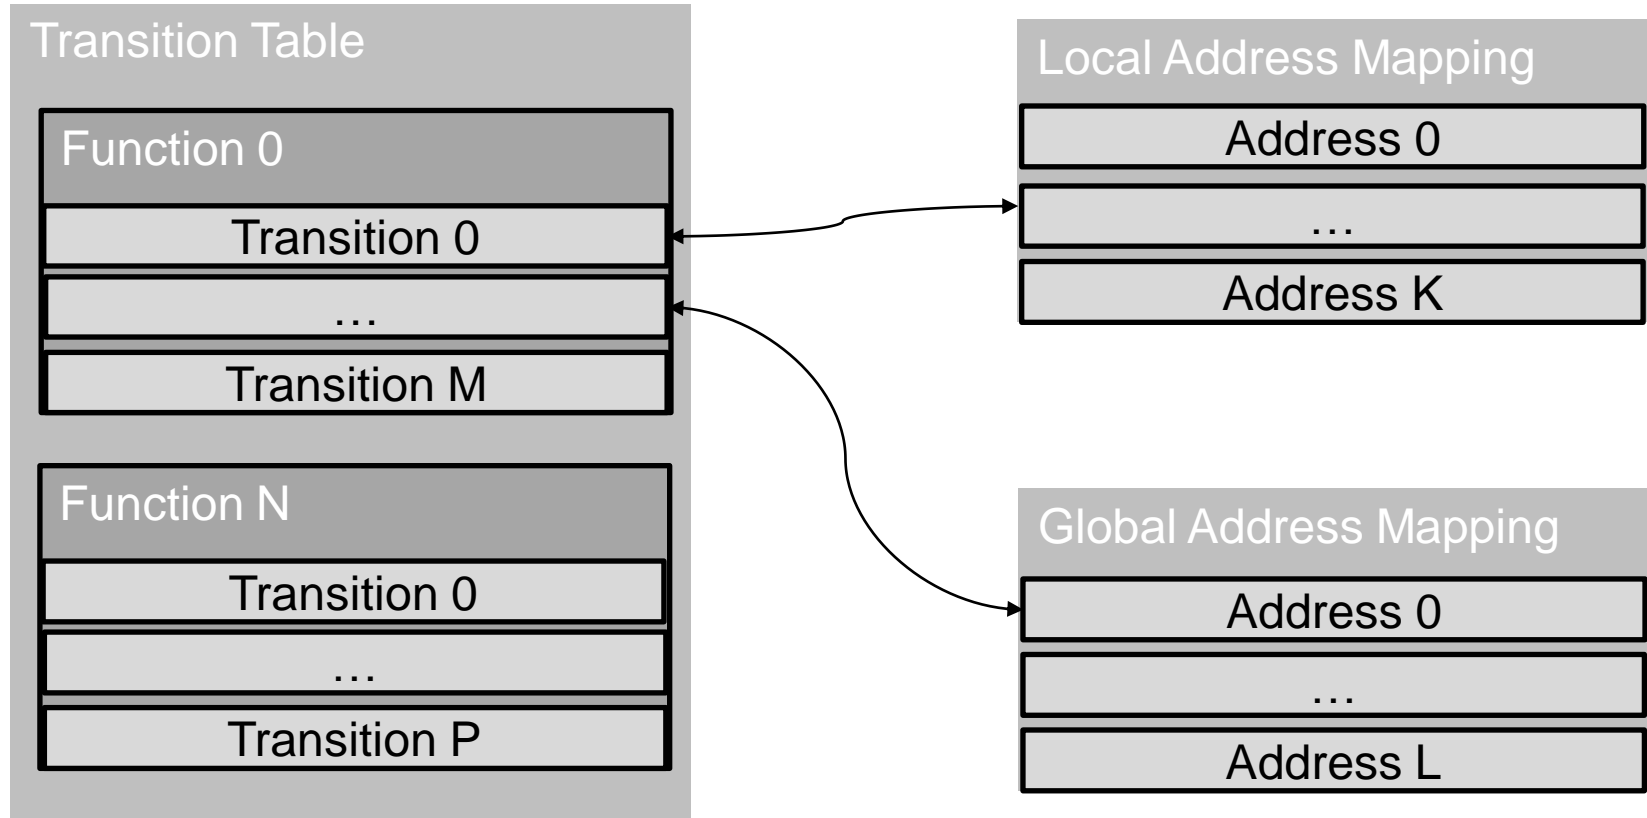 Transition Table
Function 0
Transition 0
…
Transition M
Function N
Transition 0
…
Transition P
Local Address Mapping
Address 0
…
Address K
Global Address Mapping
Address 0
…
Address L